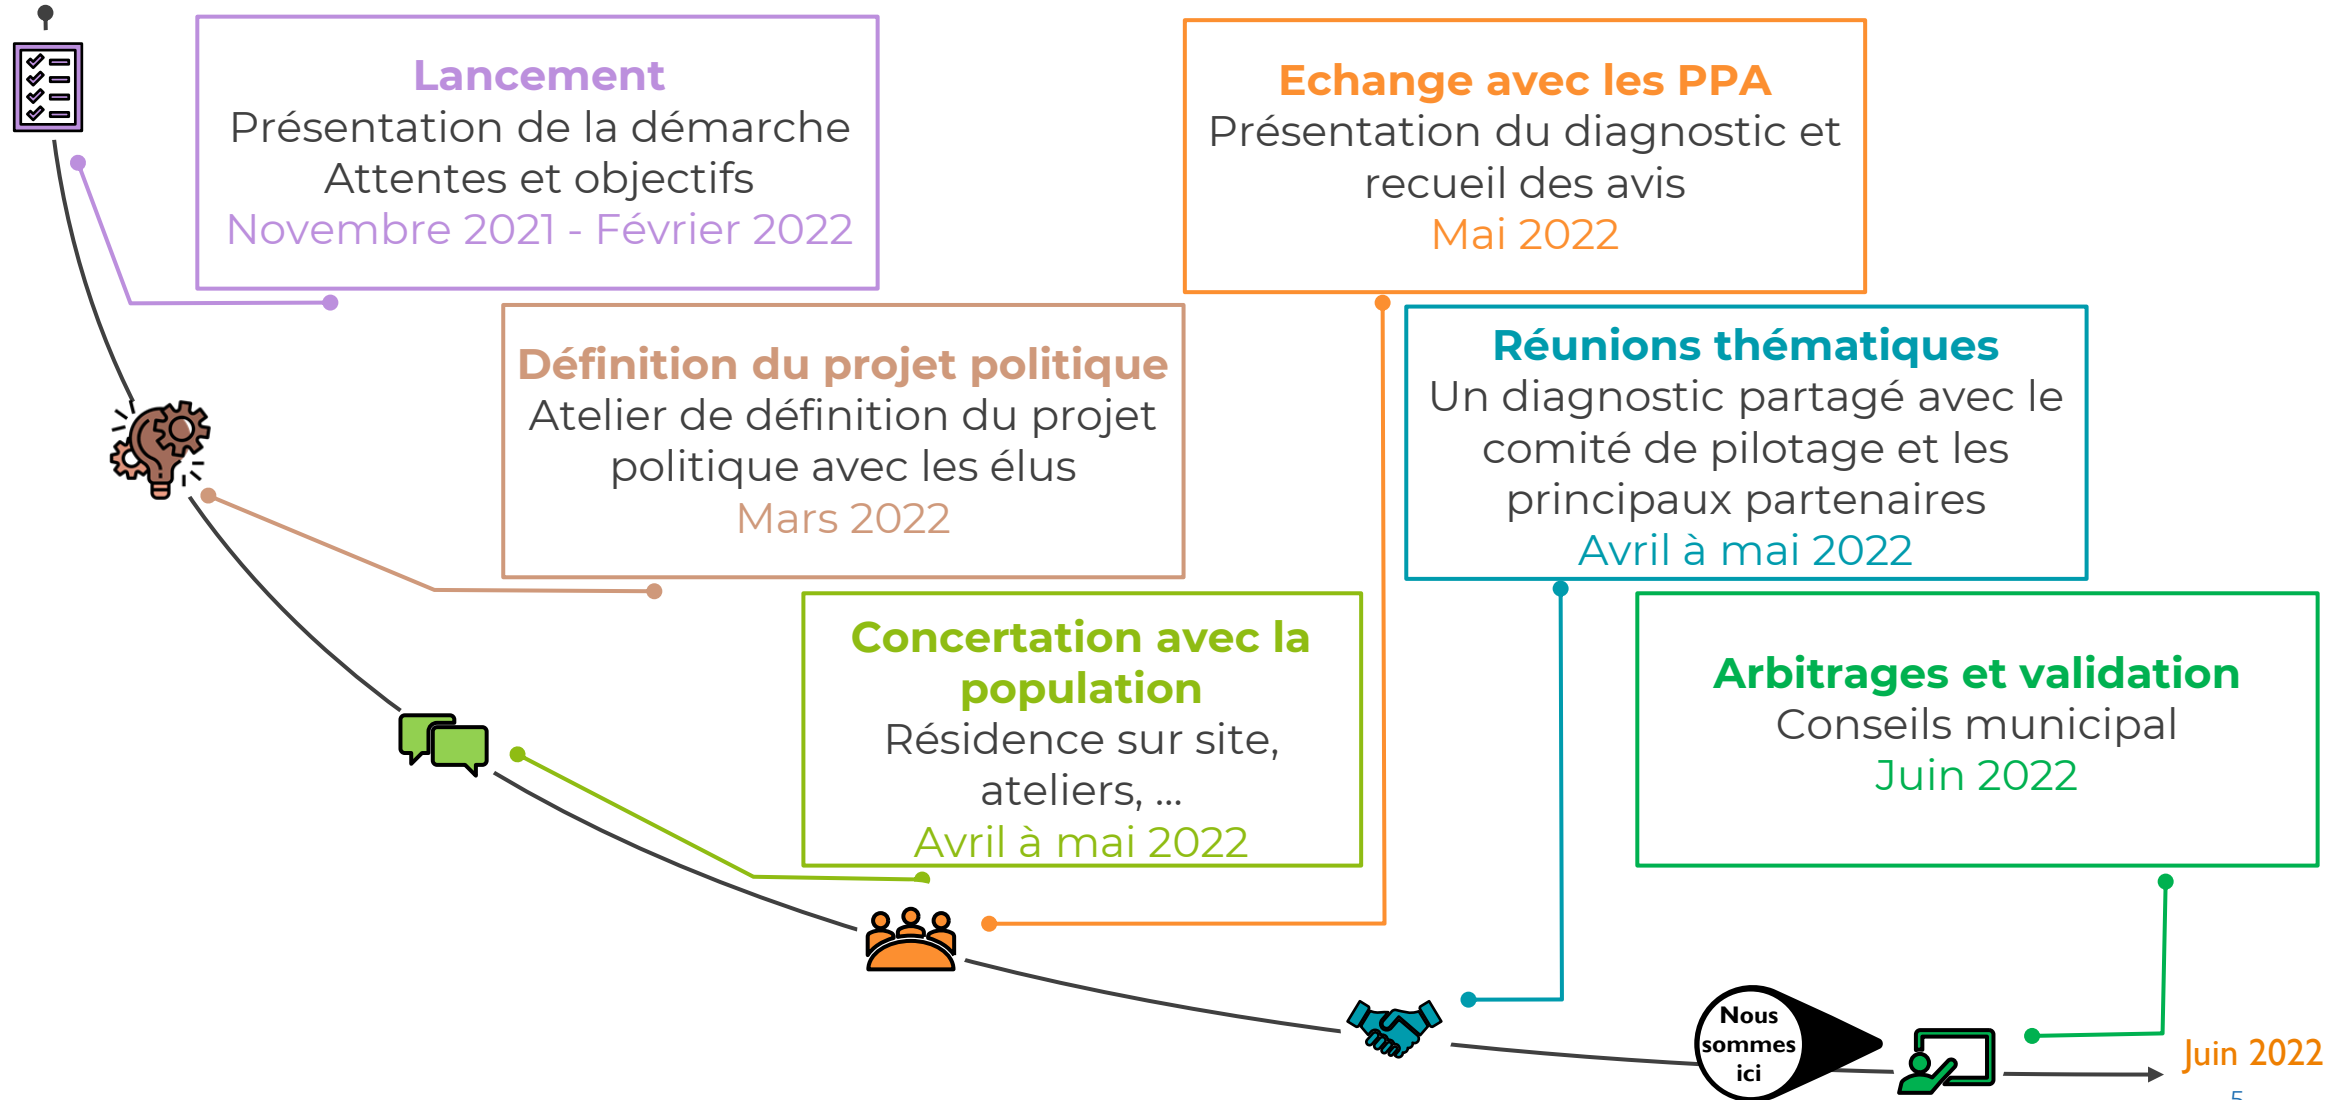 Lancement
Présentation de la démarche
Attentes et objectifs
Novembre 2021 - Février 2022
Définition du projet politique
Atelier de définition du projet
politique avec les élus
Mars 2022
Concertation avec la
population
Résidence sur site,
ateliers, ...
Avril à mai 2022
Echange avec les PPA
Présentation du diagnostic et
recueil des avis
Mai 2022
Réunions thématiques
Un diagnostic partagé avec le
comité de pilotage et les
principaux partenaires
Avril à mai 2022
Arbitrages et validation
Conseils municipal
Juin 2022
Nous
sommes
ici
Juin 2022
5